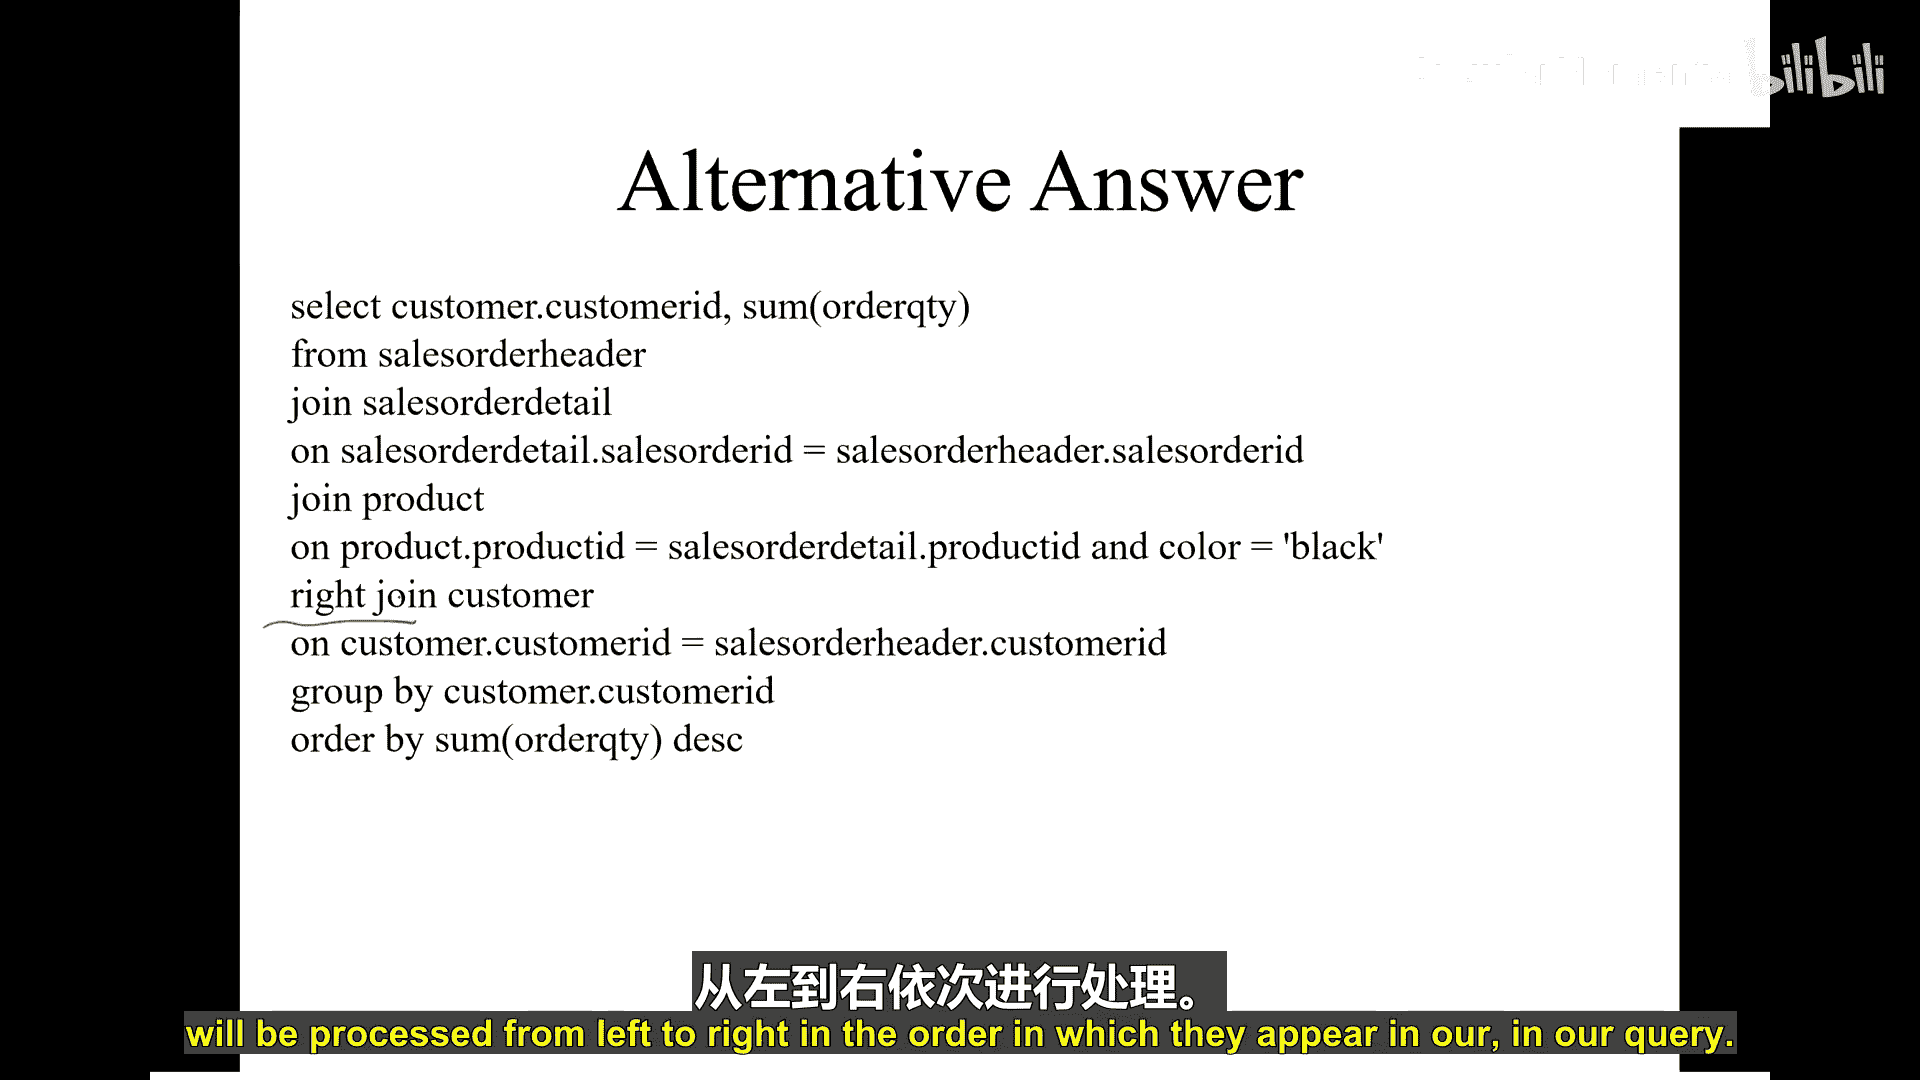 bilibili
Alternative Answer
select customer.customerid, sum(orderqty)
from salesorderheader
join salesorderdetail
on salesorderdetail.salesorderid = salesorderheader.salesorderid
join product
on product.productid = salesorderdetail.productid and color = 'black'
right join customer
on customer.customerid = salesorderheader.customerid
group by customer.customerid
order by sum(orderqty) desc
从左到右依次进行处理。
will be processed from left to right in the order in which they appear in our, in our query.